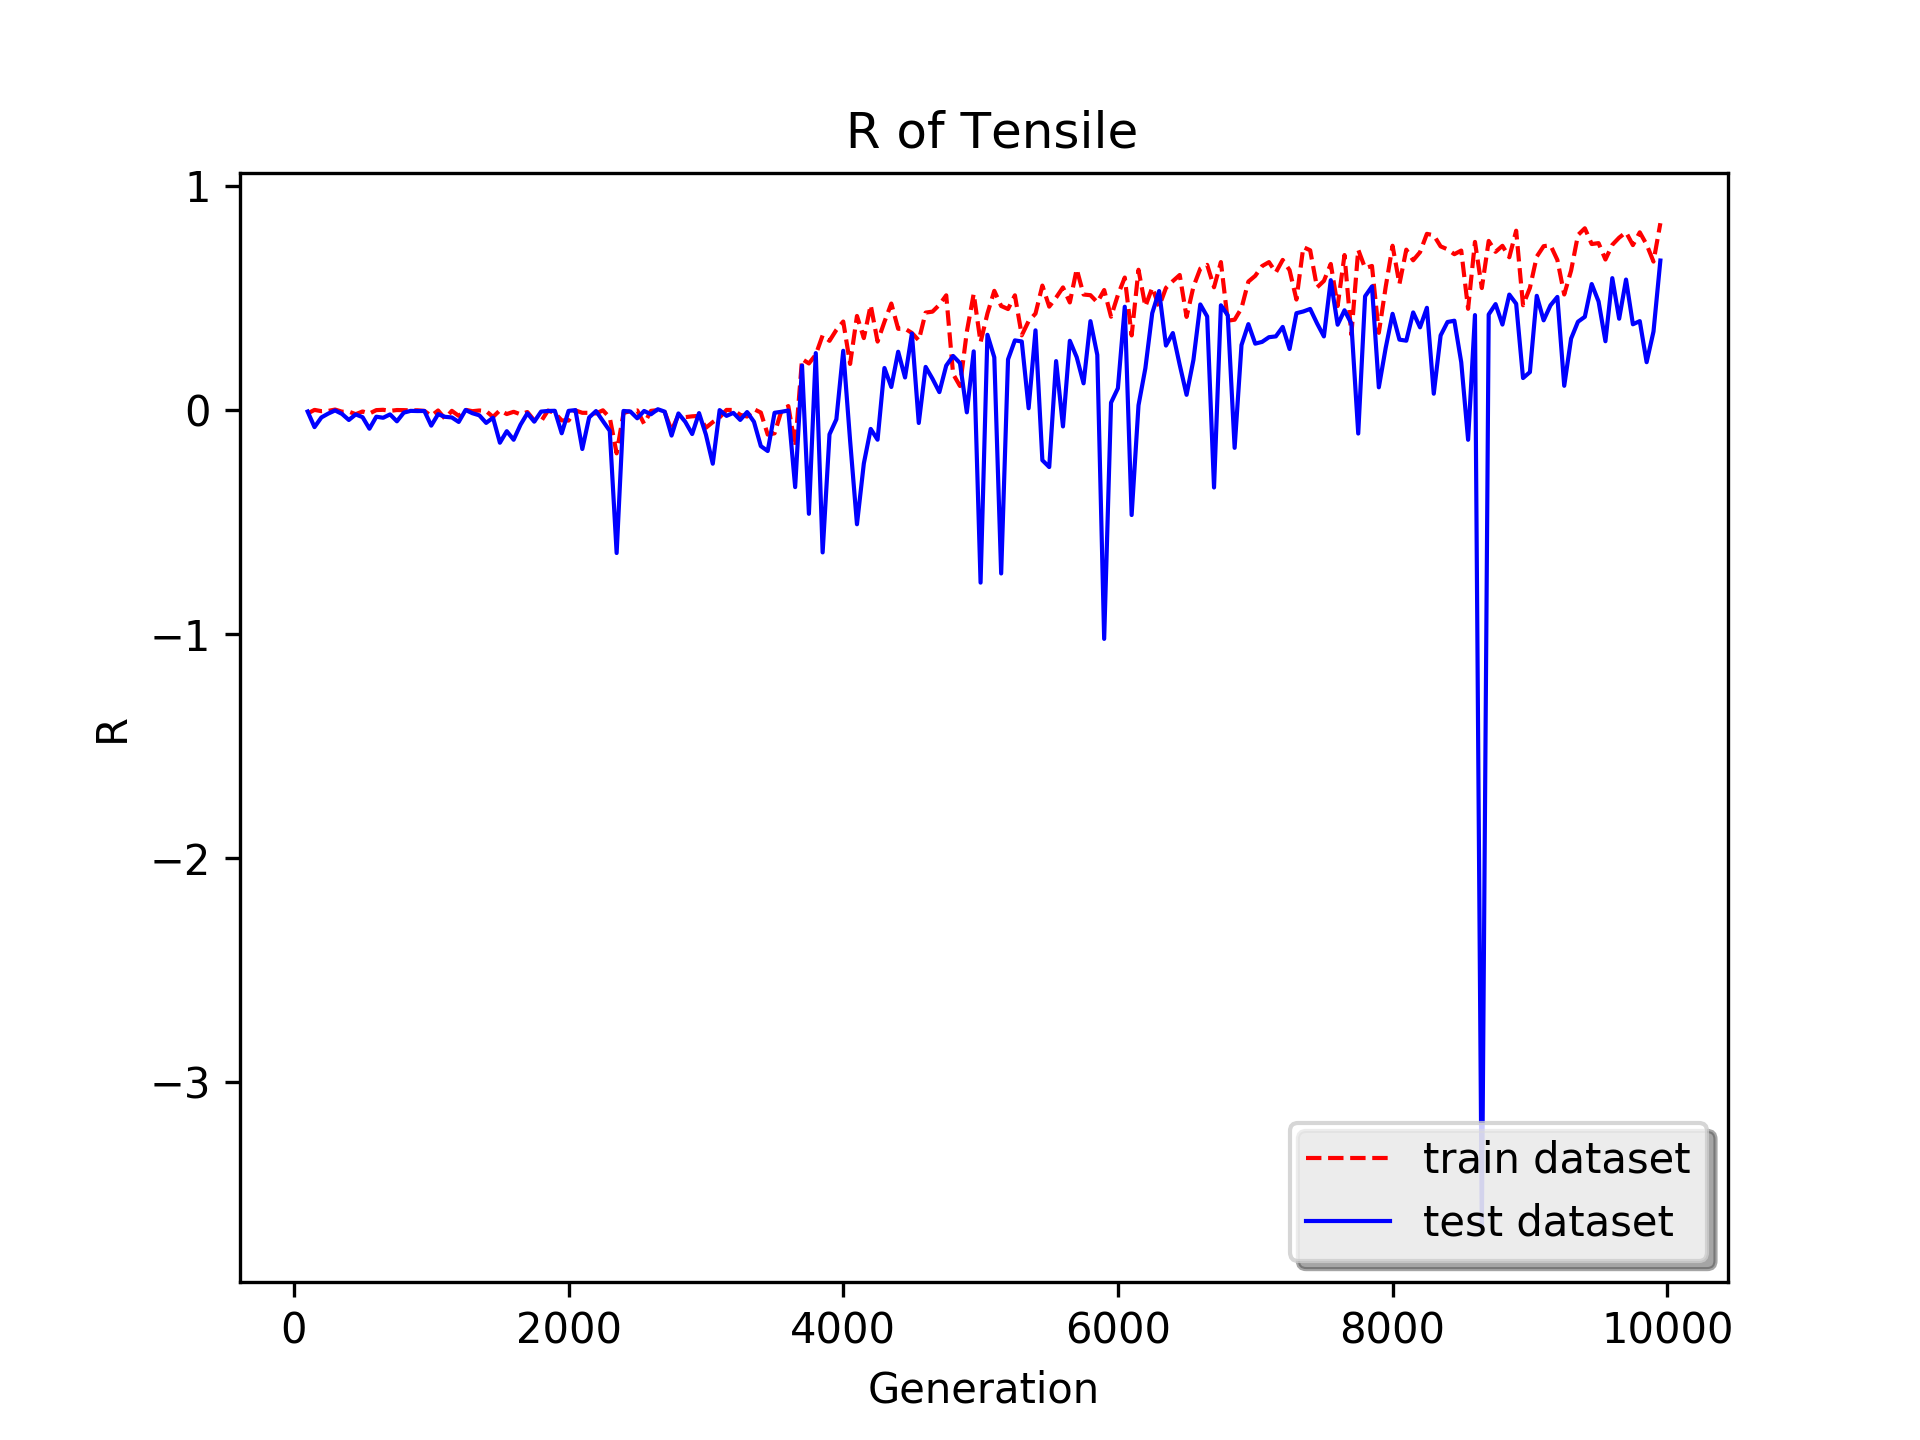 R of Tensile
1
0
−1
−2
−3
R
train dataset
test dataset
0 2000 4000 6000 8000 10000
Generation